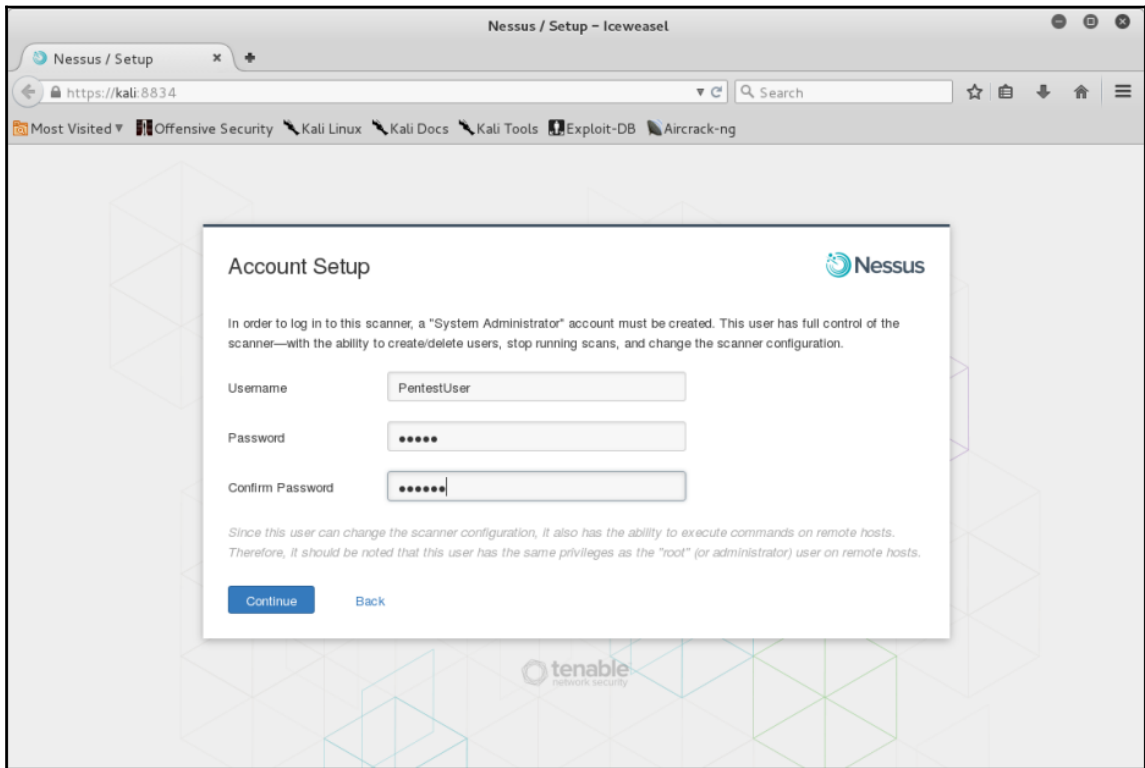 Nessus / Setup – Iceweasel
Nessus / Setup
https://kali:8834
Search
Most Visited
Offensive Security
Kali Linux
Kali Docs
Kali Tools
Exploit-DB
Aircrack-ng
Account Setup
Nessus
In order to log in to this scanner, a "System Administrator" account must be created. This user has full control of the
scanner—with the ability to create/delete users, stop running scans, and change the scanner configuration.
Username
PentestUser
Password
•••••
Confirm Password
••••••
Since this user can change the scanner configuration, it also has the ability to execute commands on remote hosts.
Therefore, it should be noted that this user has the same privileges as the "root" (or administrator) user on remote hosts.
Continue
Back
tenable
network security